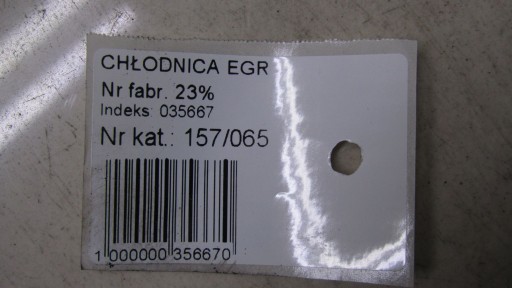 CHŁODNICA EGR
Nr fabr. 23%
Indeks: 035667
Nr kat.: 157/065
1 000000 356670